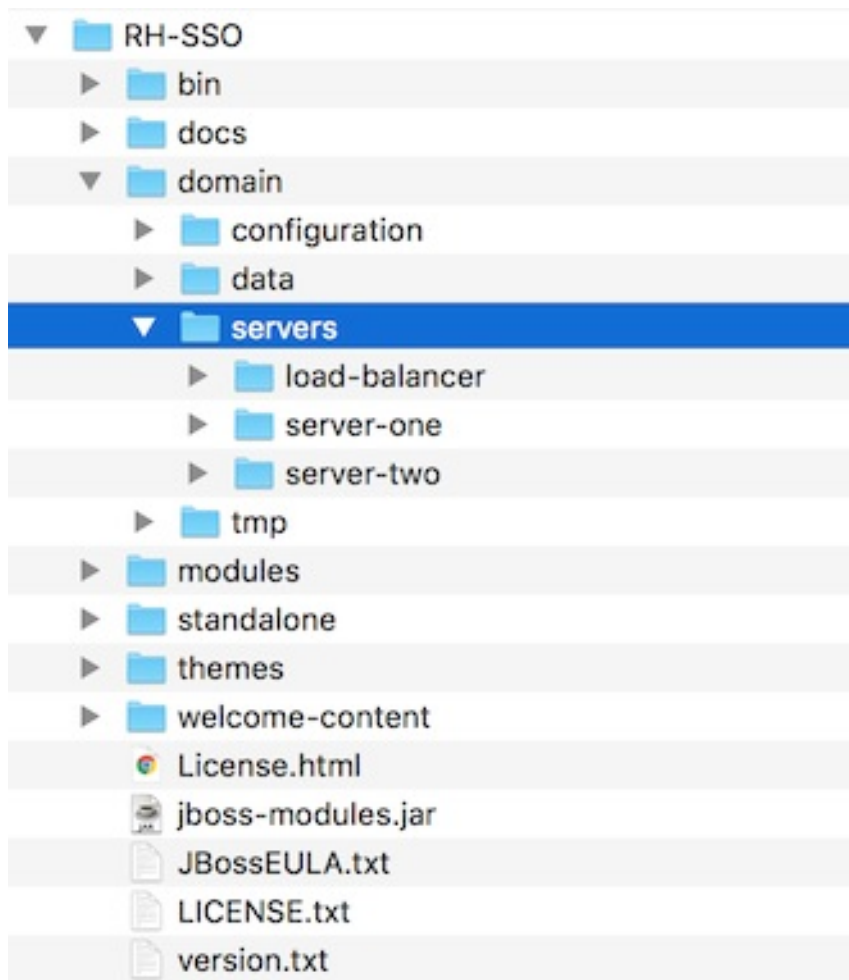 RH-SSO
bin
docs
domain
configuration
data
servers
load-balancer
server-one
server-two
tmp
modules
standalone
themes
welcome-content
License.html
jboss-modules.jar
JBossEULA.txt
LICENSE.txt
version.txt